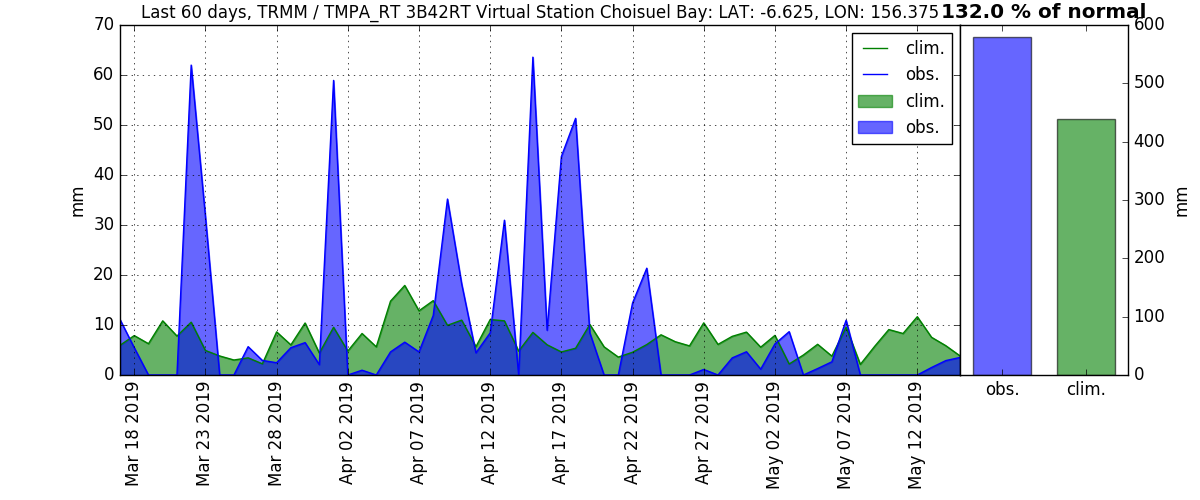 Last 60 days, TRMM / TMPA_RT 3B42RT Virtual Station Choisuel Bay: LAT: -6.625, LON: 156.375
132.0 % of normal
clim.
obs.
clim.
obs.
70
60
50
40
30
20
10
0
mm
Mar 18 2019
Mar 23 2019
Mar 28 2019
Apr 02 2019
Apr 07 2019
Apr 12 2019
Apr 17 2019
Apr 22 2019
Apr 27 2019
May 02 2019
May 07 2019
May 12 2019
600
500
400
300
200
100
0
mm
obs.
clim.